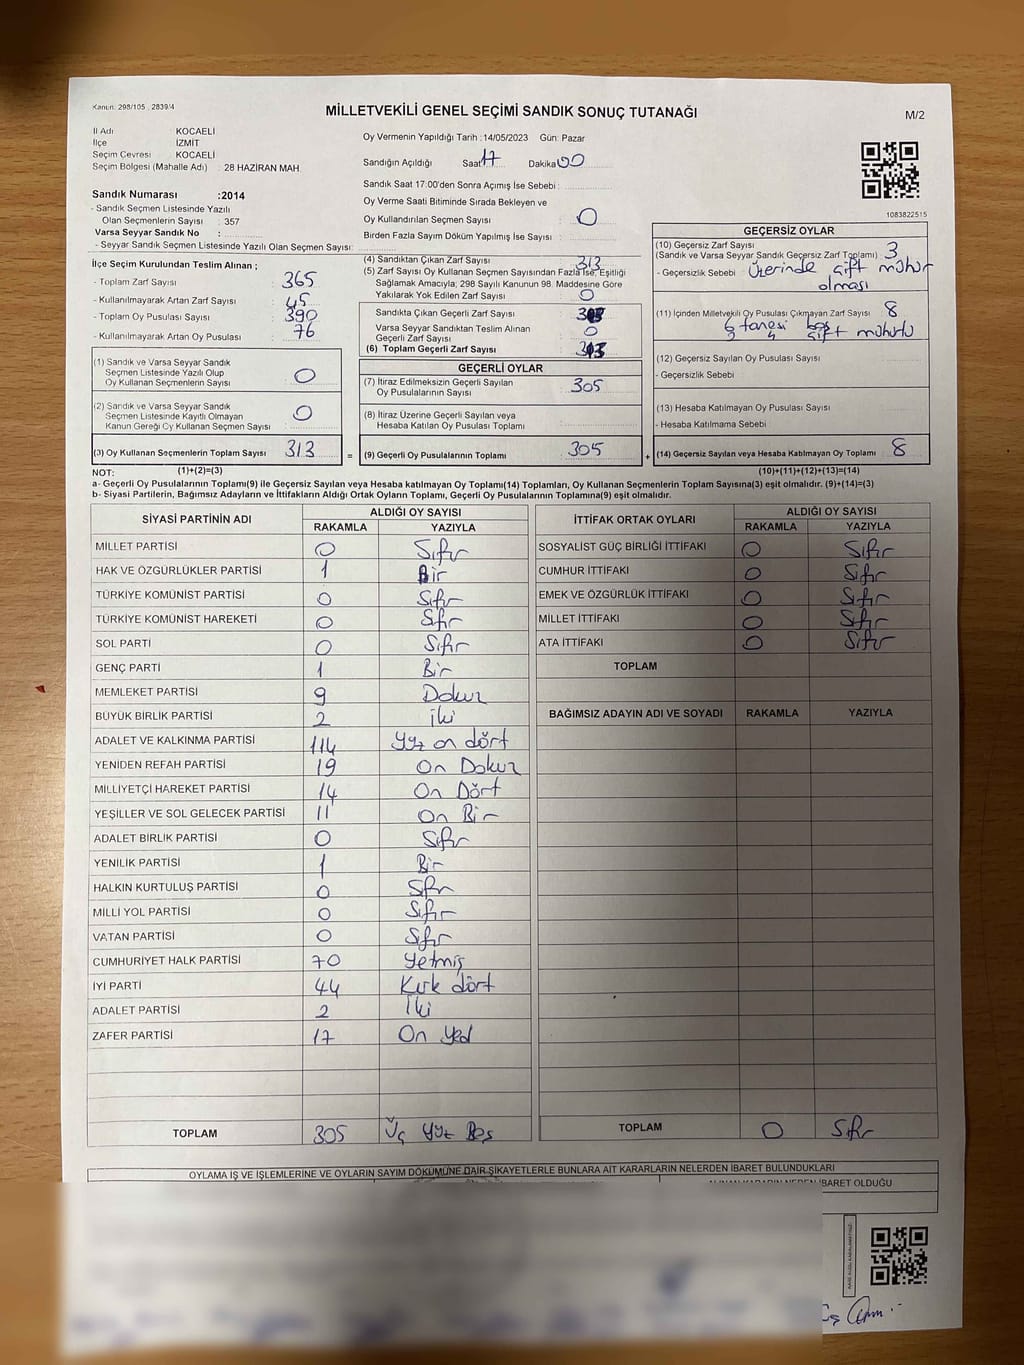 Kanun: 298/105 , 2839/4
MİLLETVEKİLİ GENEL SEÇİMİ SANDIK SONUÇ TUTANAĞI
M/2
İl Adı KOCAELİ
İlçe İZMİT
Seçim Çevresi KOCAELİ
Seçim Bölgesi (Mahalle Adı) : 28 HAZİRAN MAH
Sandık Numarası :2014
- Sandık Seçmen Listesinde Yazılı
Olan Seçmenlerin Sayısı : 357
Varsa Seyyar Sandık No :
- Seyyar Sandık Seçmen Listesinde Yazılı Olan Seçmen Sayısı:
Oy Vermenin Yapıldığı Tarih :14/05/2023 Gün: Pazar
Sandığın Açıldığı Saat 17 Dakika 00
Sandık Saat 17:00'den Sonra Açımış İse Sebebi :
Oy Verme Saati Bitiminde Sırada Bekleyen ve
Oy Kullandırılan Seçmen Sayısı : 0
Birden Fazla Sayım Döküm Yapılmış İse Sayısı :
1083822515
İlçe Seçim Kurulundan Teslim Alınan ;
- Toplam Zarf Sayısı : 365
- Kullanılmayarak Artan Zarf Sayısı : 45
- Toplam Oy Pusulası Sayısı : 390
- Kullanılmayarak Artan Oy Pusulası : 76
(1) Sandık ve Varsa Seyyar Sandık
Seçmen Listesinde Yazılı Olup
Oy Kullanan Seçmenlerin Sayısı : 0
(2) Sandık ve Varsa Seyyar Sandık
Seçmen Listesinde Kayıtlı Olmayan
Kanun Gereği Oy Kullanan Seçmen Sayısı : 0
(3) Oy Kullanan Seçmenlerin Toplam Sayısı : 313 =
(4) Sandıktan Çıkan Zarf Sayısı : 313
(5) Zarf Sayısı Oy Kullanan Seçmen Sayısından Fazla İse, Eşitliği
Sağlamak Amacıyla; 298 Sayılı Kanunun 98. Maddesine Göre
Yakılarak Yok Edilen Zarf Sayısı : 0
Sandıkta Çıkan Geçerli Zarf Sayısı :
Varsa Seyyar Sandıktan Teslim Alınan
Geçerli Zarf Sayısı : 0
(6) Toplam Geçerli Zarf Sayısı : 313
GEÇERLİ OYLAR
(7) İtiraz Edilmeksizin Geçerli Sayılan
Oy Pusulalarının Sayısı : 305
(8) İtiraz Üzerine Geçerli Sayılan veya
Hesaba Katılan Oy Pusulası Toplamı :
(9) Geçerli Oy Pusulalarının Toplamı : 305 +
GEÇERSİZ OYLAR
(10) Geçersiz Zarf Sayısı : 3
(Sandık ve Varsa Seyyar Sandık Geçersiz Zarf Toplamı)
- Geçersizlik Sebebi : üzerinde çift mühür
olması
(11) İçinden Milletvekili Oy Pusulası Çıkmayan Zarf Sayısı : 8
6 tanesi boş
çift mühürlü
(12) Geçersiz Sayılan Oy Pusulası Sayısı :
- Geçersizlik Sebebi :
(13) Hesaba Katılmayan Oy Pusulası Sayısı :
- Hesaba Katılmama Sebebi :
(14) Geçersiz Sayılan veya Hesaba Katılmayan Oy Toplamı : 8
NOT: (1)+(2)=(3) (10)+(11)+(12)+(13)=(14)
a- Geçerli Oy Pusulalarının Toplamı(9) ile Geçersiz Sayılan veya Hesaba katılmayan Oy Toplamı(14) Toplamları, Oy Kullanan Seçmenlerin Toplam Sayısına(3) eşit olmalıdır. (9)+(14)=(3)
b- Siyasi Partilerin, Bağımsız Adayların ve İttifakların Aldığı Ortak Oyların Toplamı, Geçerli Oy Pusulalarının Toplamına(9) eşit olmalıdır.
SİYASİ PARTİNİN ADI ALDIĞI OY SAYISI
RAKAMLA YAZIYLA
MİLLET PARTİSİ 0 Sıfır
HAK VE ÖZGÜRLÜKLER PARTİSİ 1 Bir
TÜRKİYE KOMÜNİST PARTİSİ 0 Sıfır
TÜRKİYE KOMÜNİST HAREKETİ 0 Sıfır
SOL PARTİ 0 Sıfır
GENÇ PARTİ 1 Bir
MEMLEKET PARTİSİ 9 Dokuz
BÜYÜK BİRLİK PARTİSİ 2 iki
ADALET VE KALKINMA PARTİSİ 114 Yüz on dört
YENİDEN REFAH PARTİSİ 19 On Dokuz
MİLLİYETÇİ HAREKET PARTİSİ 14 On Dört
YEŞİLLER VE SOL GELECEK PARTİSİ 11 On Bir
ADALET BİRLİK PARTİSİ 0 Sıfır
YENİLİK PARTİSİ 1 Bir
HALKIN KURTULUŞ PARTİSİ 0 Sıfır
MİLLİ YOL PARTİSİ 0 Sıfır
VATAN PARTİSİ 0 Sıfır
CUMHURİYET HALK PARTİSİ 70 Yetmiş
İYİ PARTİ 44 Kırk dört
ADALET PARTİSİ 2 İki
ZAFER PARTİSİ 17 On Yed
TOPLAM 305 Üç Yüz Beş
İTTİFAK ORTAK OYLARI ALDIĞI OY SAYISI
RAKAMLA YAZIYLA
SOSYALİST GÜÇ BİRLİĞİ İTTİFAKI 0 Sıfır
CUMHUR İTTİFAKI 0 Sıfır
EMEK VE ÖZGÜRLÜK İTTİFAKI 0 Sıfır
MİLLET İTTİFAKI 0 Sıfır
ATA İTTİFAKI 0 Sıfır
TOPLAM
BAĞIMSIZ ADAYIN ADI VE SOYADI RAKAMLA YAZIYLA
TOPLAM 0 Sıfır
OYLAMA İŞ VE İŞLEMLERİNE VE OYLARIN SAYIM DÖKÜMÜNE DAİR ŞİKAYETLERLE BUNLARA AİT KARARLARIN NELERDEN İBARET BULUNDUKLARI
İBARET OLDUĞU